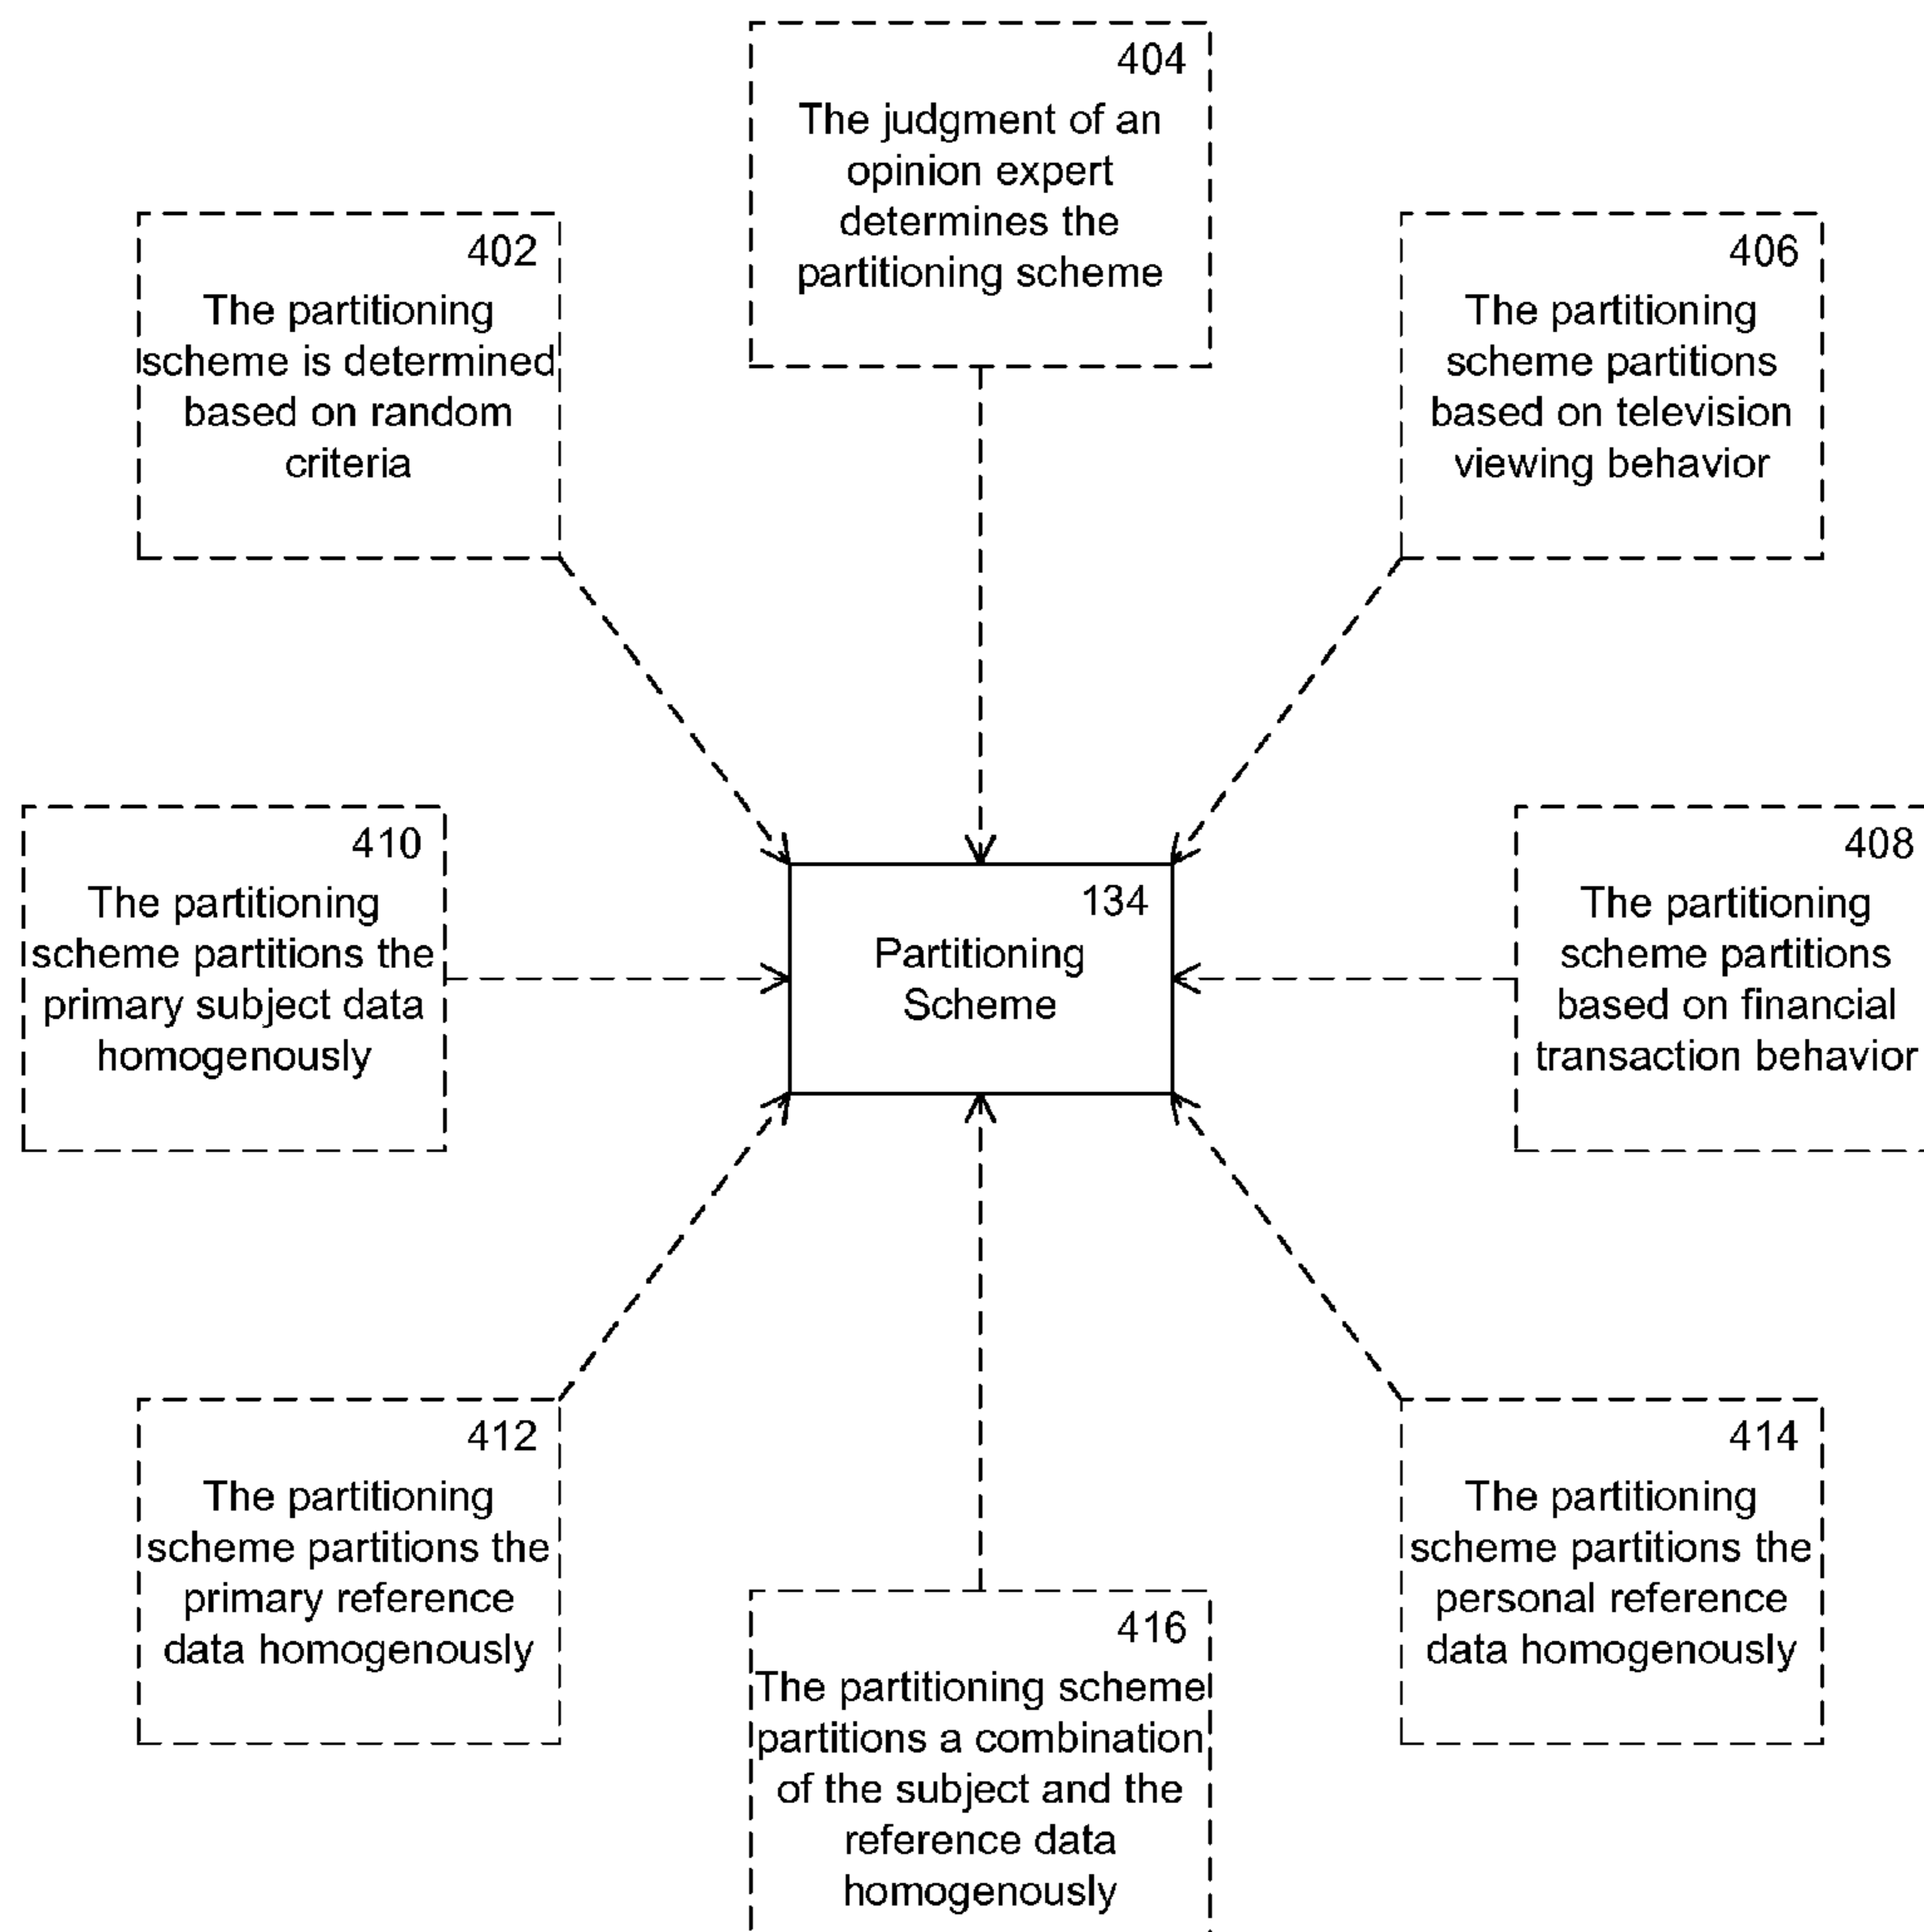 404
The judgment of an
opinion expert
determines the
partitioning scheme
402
The partitioning
scheme is determined
based on random
criteria
406
The partitioning
scheme partitions
based on television
viewing behavior
410
The partitioning
scheme partitions the
primary subject data
homogenously
134
Partitioning
Scheme
408
The partitioning
scheme partitions
based on financial
transaction behavior
412
The partitioning
scheme partitions the
primary reference
data homogenously
416
The partitioning scheme
partitions a combination
of the subject and the
reference data
homogenously
414
The partitioning
scheme partitions the
personal reference
data homogenously